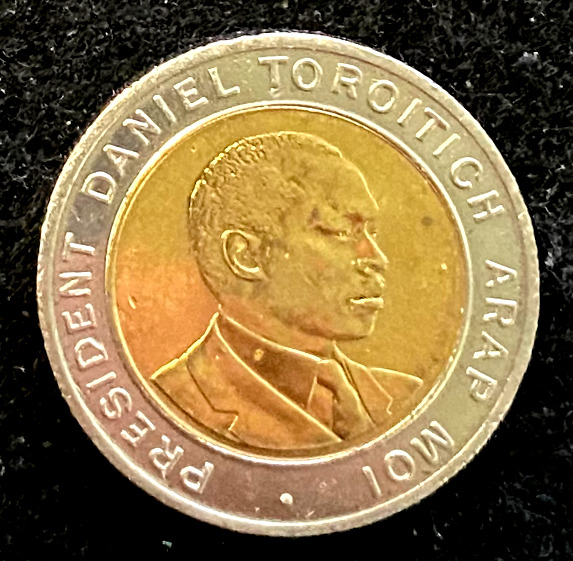 PRESIDENT DANIEL TOROITICH ARAP MOI